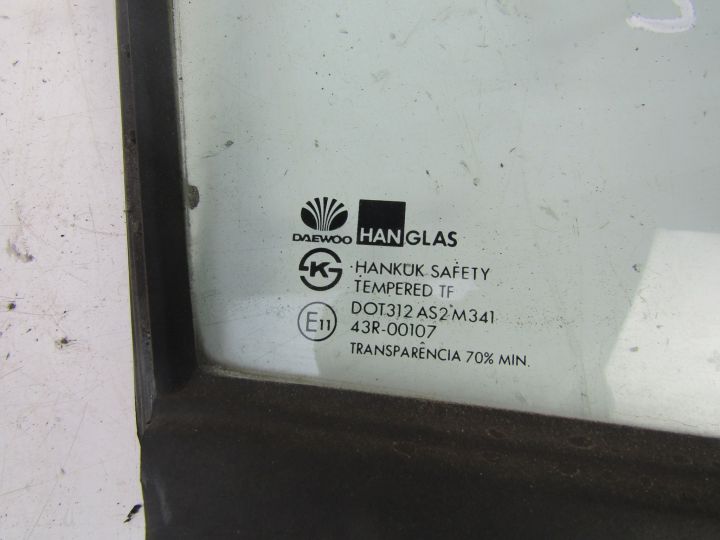 DAEWOO HANGLAS
HANKUK SAFETY
TEMPERED TF
DOT312 AS2 M341
E11 43R-00107
TRANSPARÊNCIA 70% MIN.